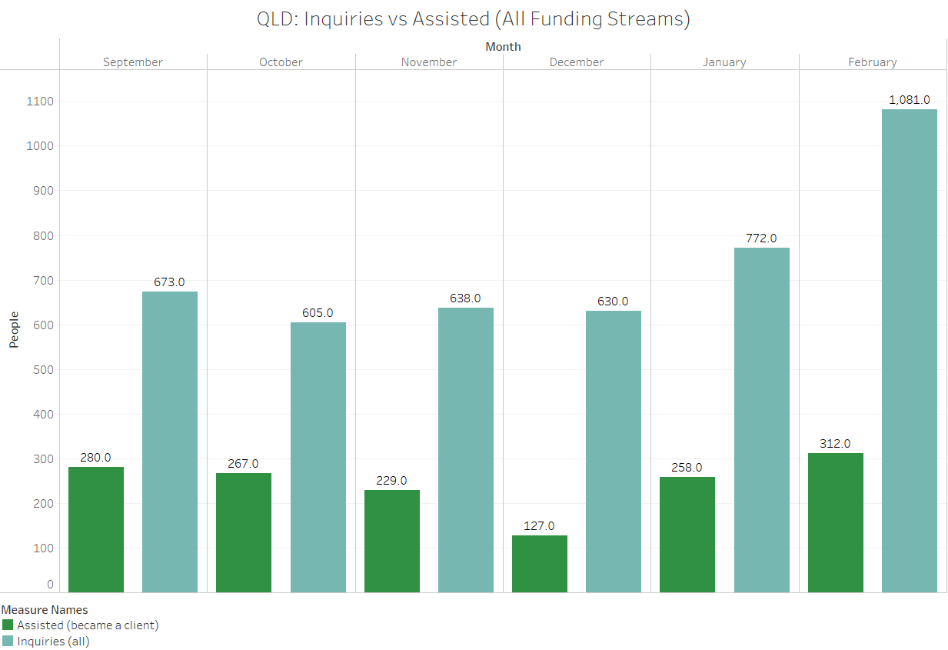 QLD: Inquiries vs Assisted (All Funding Streams)
Month
September October November December January February
1100
1000
900
800
700
600
500
400
300
200
100
0
People
280.0 673.0
267.0 605.0
229.0 638.0
127.0 630.0
258.0 772.0
312.0 1,081.0
Measure Names
Assisted (became a client)
Inquiries (all)